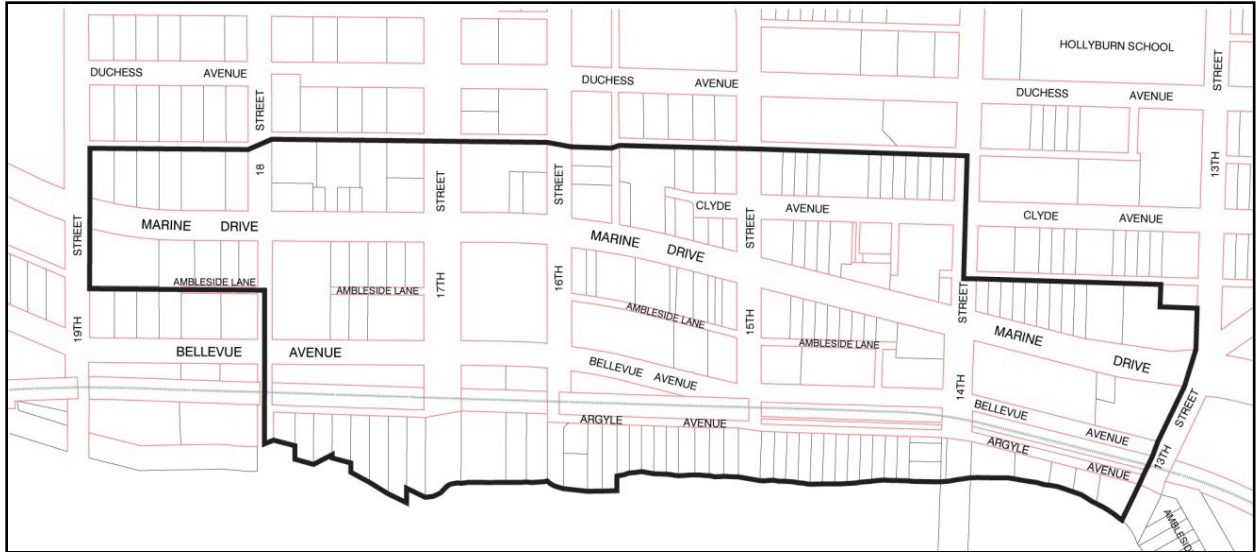 HOLLYBURN SCHOOL
DUCHESS AVENUE
DUCHESS AVENUE
DUCHESS AVENUE
STREET
STREET
18
13TH
STREET
STREET
STREET
17TH
16TH
CLYDE AVENUE
STREET
15TH
CLYDE AVENUE
MARINE DRIVE
MARINE DRIVE
STREET
19TH
AMBLESIDE LANE
AMBLESIDE LANE
AMBLESIDE LANE
AMBLESIDE LANE
STREET
14TH
MARINE DRIVE
BELLEVUE AVENUE
BELLEVUE AVENUE
BELLEVUE AVENUE
ARGYLE AVENUE
ARGYLE AVENUE
STREET
13TH
AMBLESIDE